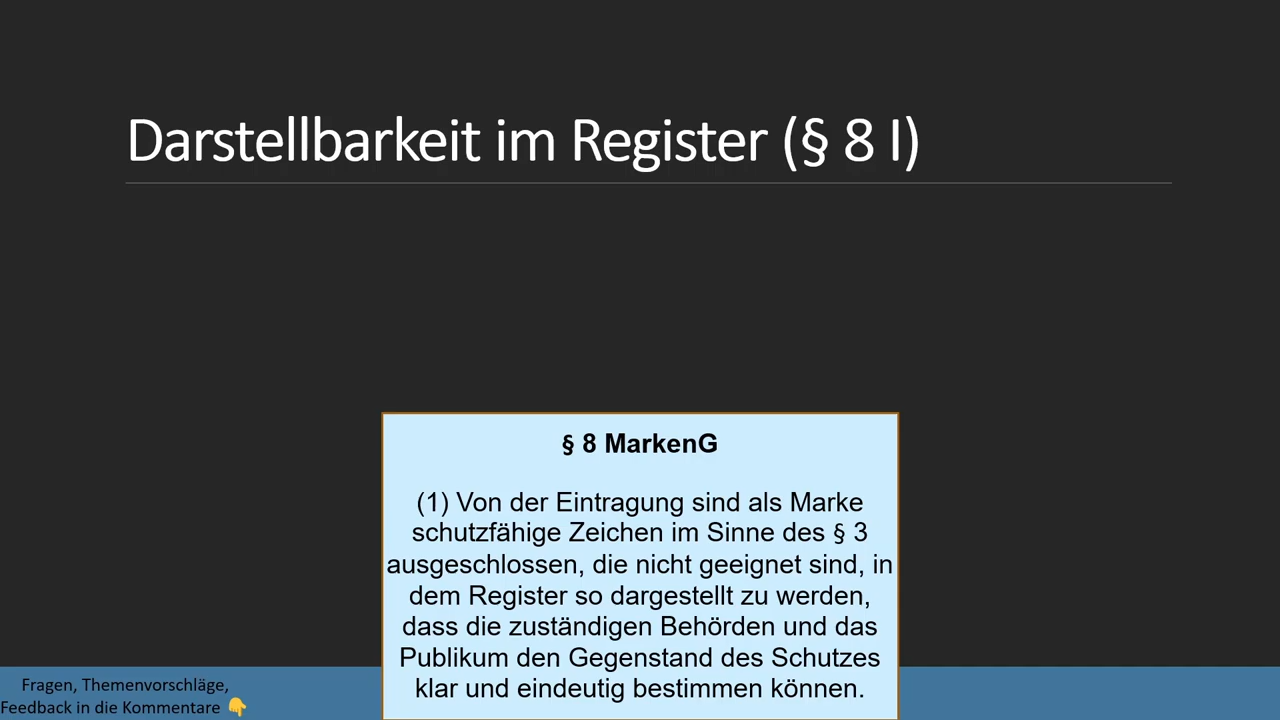 Darstellbarkeit im Register (§ 8 I)
§ 8 MarkenG
(1) Von der Eintragung sind als Marke
schutzfähige Zeichen im Sinne des § 3
ausgeschlossen, die nicht geeignet sind, in
dem Register so dargestellt zu werden,
dass die zuständigen Behörden und das
Publikum den Gegenstand des Schutzes
klar und eindeutig bestimmen können.
Fragen, Themenvorschläge,
Feedback in die Kommentare 👇